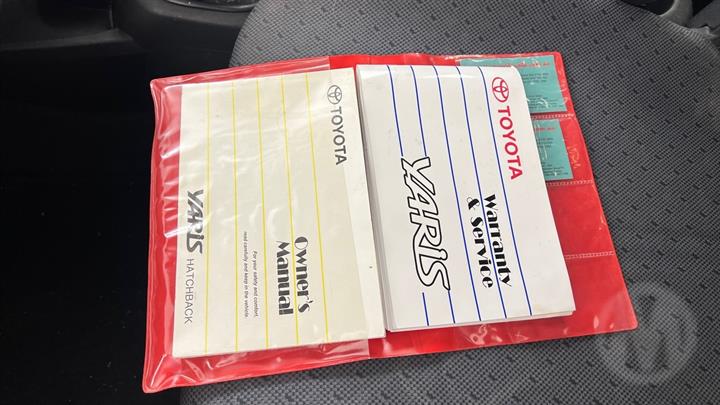 TOYOTA
Owner's
Manual
For your safety and comfort,
read carefully and keep in the vehicle.
YARIS
HATCHBACK
TOYOTA
Warranty
& Service
YARIS